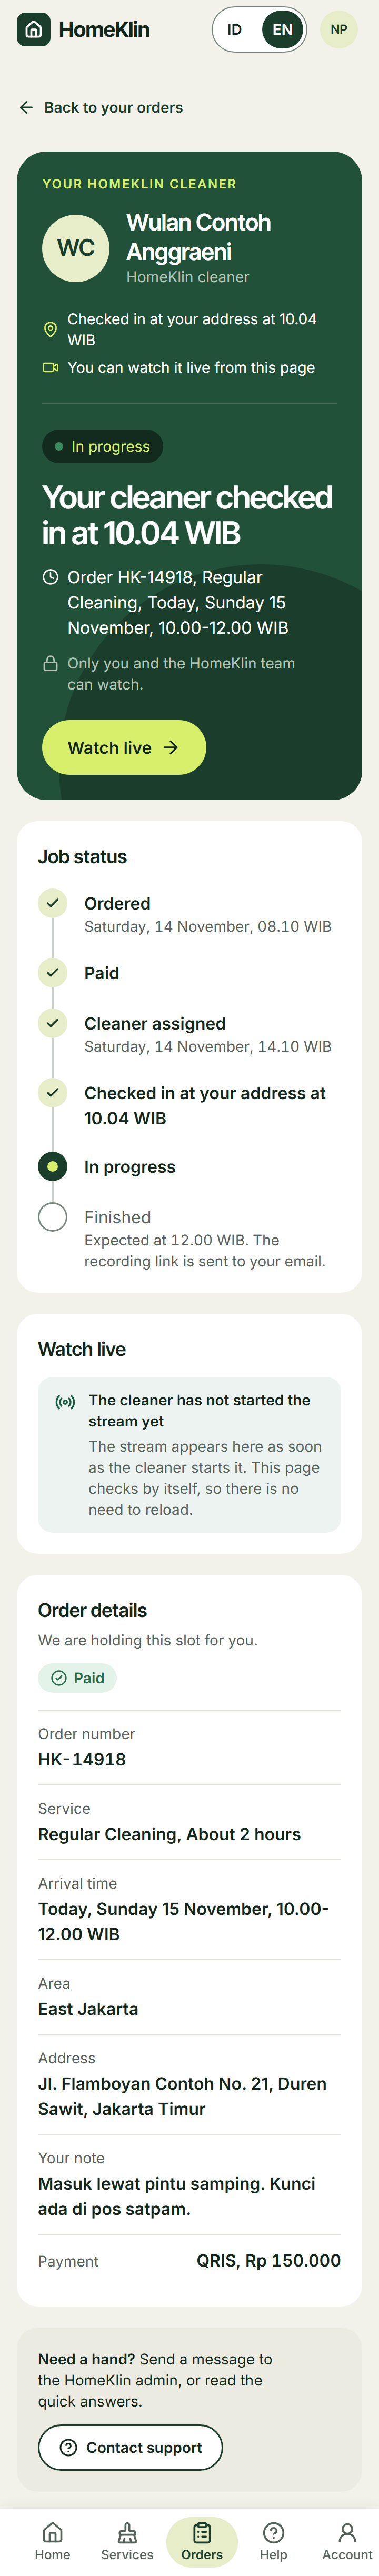 HomeKlin
ID
EN
NP
Back to your orders
YOUR HOMEKLIN CLEANER
WC
Wulan Contoh
Anggraeni
HomeKlin cleaner
Checked in at your address at 10.04
WIB
You can watch it live from this page
In progress
Your cleaner checked
in at 10.04 WIB
Order HK-14918, Regular
Cleaning, Today, Sunday 15
November, 10.00-12.00 WIB
Only you and the HomeKlin team
can watch.
Watch live
Job status
Ordered
Saturday, 14 November, 08.10 WIB
Paid
Cleaner assigned
Saturday, 14 November, 14.10 WIB
Checked in at your address at
10.04 WIB
In progress
Finished
Expected at 12.00 WIB. The
recording link is sent to your email.
Watch live
The cleaner has not started the
stream yet
The stream appears here as soon
as the cleaner starts it. This page
checks by itself, so there is no
need to reload.
Order details
We are holding this slot for you.
Paid
Order number
HK-14918
Service
Regular Cleaning, About 2 hours
Arrival time
Today, Sunday 15 November, 10.00-
12.00 WIB
Area
East Jakarta
Address
Jl. Flamboyan Contoh No. 21, Duren
Sawit, Jakarta Timur
Your note
Masuk lewat pintu samping. Kunci
ada di pos satpam.
Payment
QRIS, Rp 150.000
Need a hand? Send a message to
the HomeKlin admin, or read the
quick answers.
Contact support
Home
Services
Orders
Help
Account